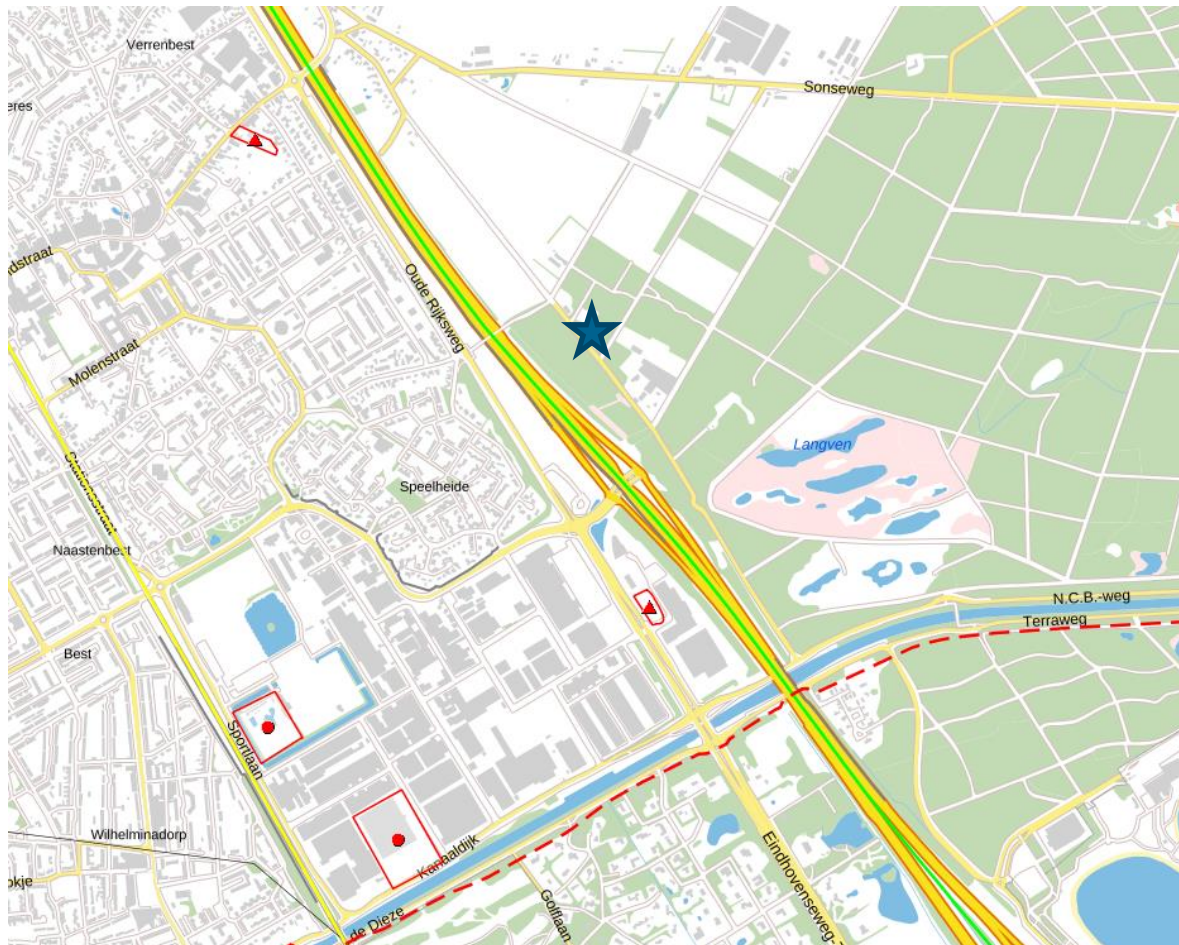 Verrenbest
eres
Sonseweg
dstraat
Oude Rijksweg
Molenstraat
Langven
Speelheide
Stationsstraat
Naastenbest
N.C.B.-weg
Terraweg
Best
Sportlaan
Wilhelminadorp
Kanaaldijk
Eindhovenseweg-
okje
Golflaan
de Dieze